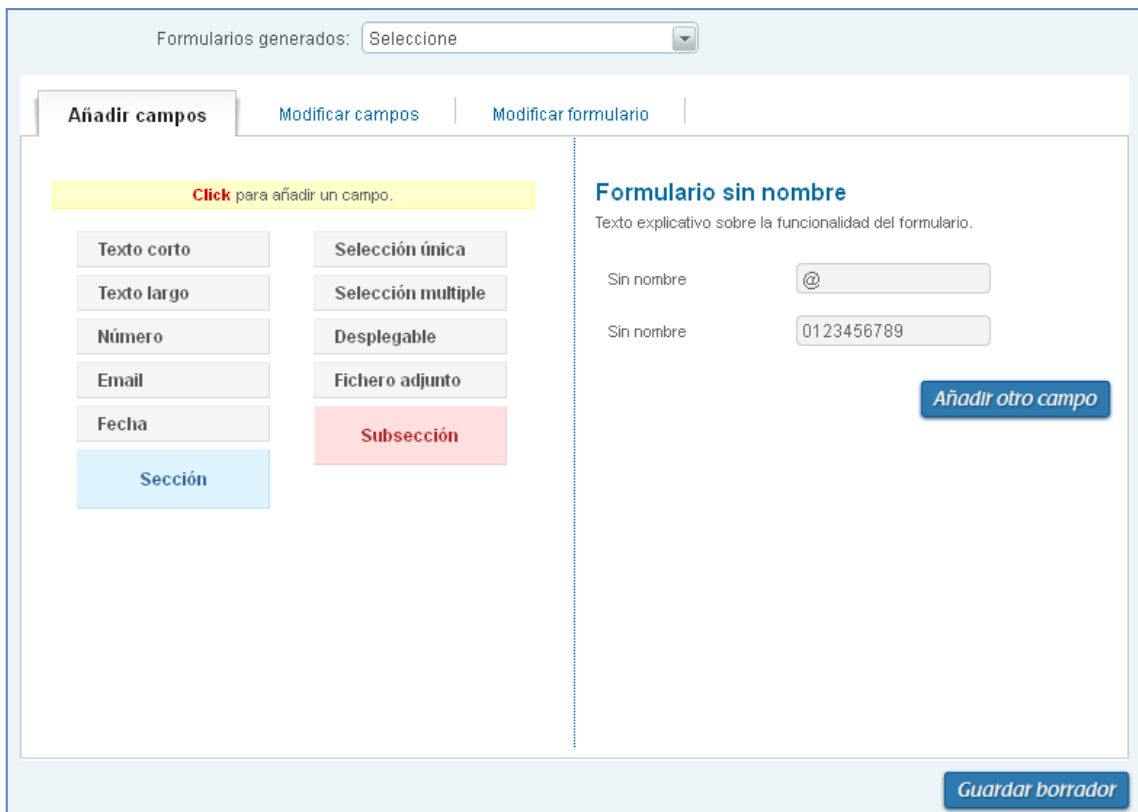 Formularios generados: Seleccione
Añadir campos Modificar campos Modificar formulario
Click para añadir un campo.
Texto corto
Texto largo
Número
Email
Fecha
Sección
Selección única
Selección multiple
Desplegable
Fichero adjunto
Subsección
Formulario sin nombre
Texto explicativo sobre la funcionalidad del formulario.
Sin nombre @
Sin nombre 0123456789
Añadir otro campo
Guardar borrador